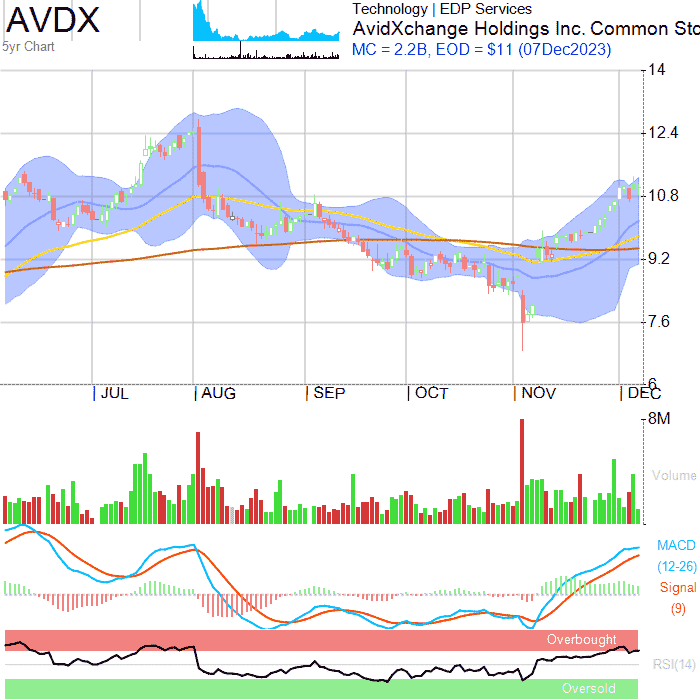 AVDX
5yr Chart
Technology | EDP Services
AvidXchange Holdings Inc. Common Sto
MC = 2.2B, EOD = $11 (07Dec2023)
14
12.4
10.8
9.2
7.6
6
JUL AUG SEP OCT NOV DEC
8M
Volume
MACD
(12-26)
Signal
(9)
Overbought
RSI(14)
Oversold